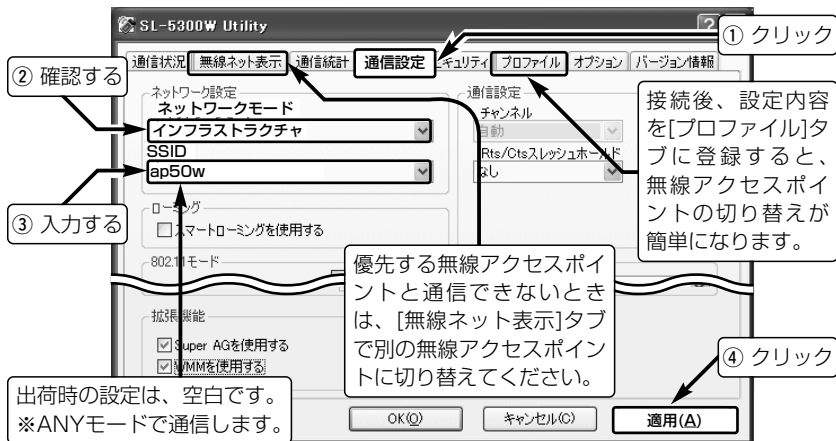 SL-5300W Utility
?
① クリック
通信状況 無線ネット表示 通信統計 通信設定 キュリティ プロファイル オプション バージョン情報
② 確認する
ネットワーク設定
ネットワークモード
インフラストラクチャ
SSID
ap50w
③ 入力する
通信設定
チャンネル
自動
Rts/Ctsスレッショールド
なし
接続後、設定内容
を[プロファイル]タ
ブに登録すると、
無線アクセスポイ
ントの切り替えが
簡単になります。
ローミング
スマートローミングを使用する
802.11モード
優先する無線アクセスポイ
ントと通信できないとき
は、[無線ネット表示]タブ
で別の無線アクセスポイン
トに切り替えてください。
拡張機能
Super AGを使用する
WMMを使用する
出荷時の設定は、空白です。
※ANYモードで通信します。
④ クリック
OK(O) キャンセル(C) 適用(A)